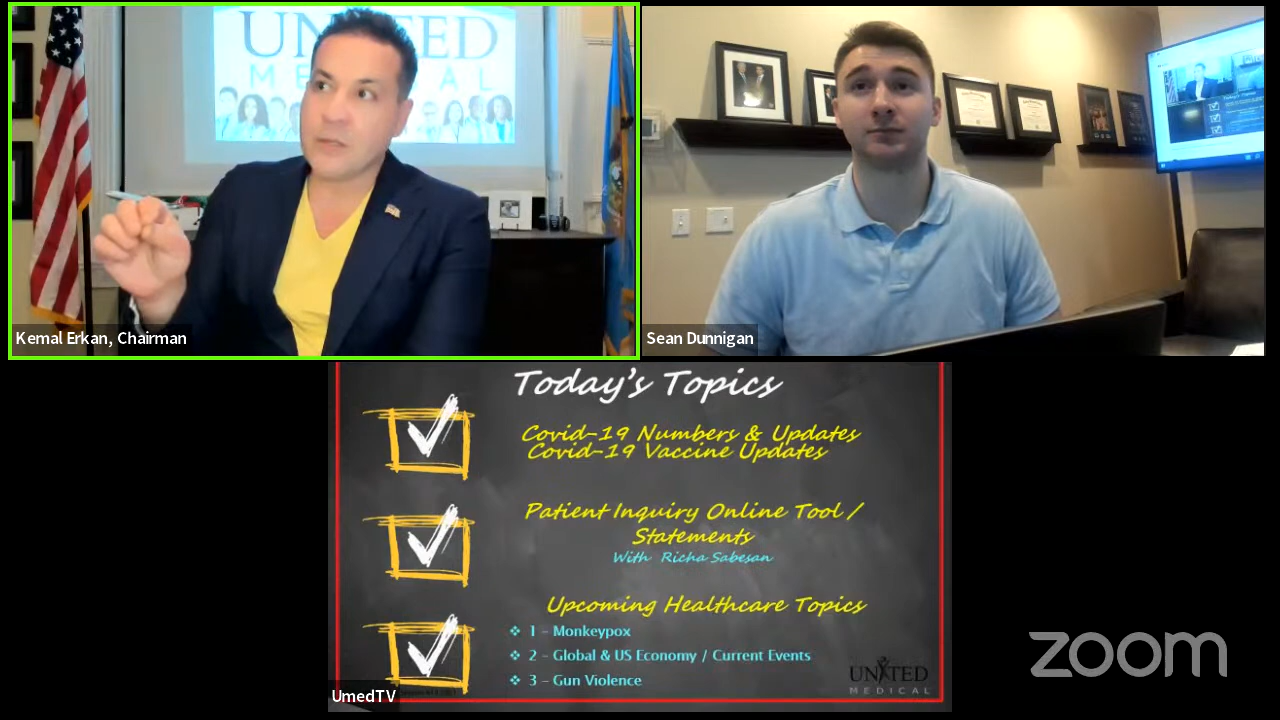 UNITED
MEDICAL
Kemal Erkan, Chairman
Sean Dunnigan
Today's Topics
Covid-19 Numbers & Updates
Covid-19 Vaccine Updates
Patient Inquiry Online Tool /
Statements
With Richa Sabesan
Upcoming Healthcare Topics
❖ 1 - Monkeypox
❖ 2 - Global & US Economy / Current Events
❖ 3 - Gun Violence
UNITED
MEDICAL
UmedTV
zoom